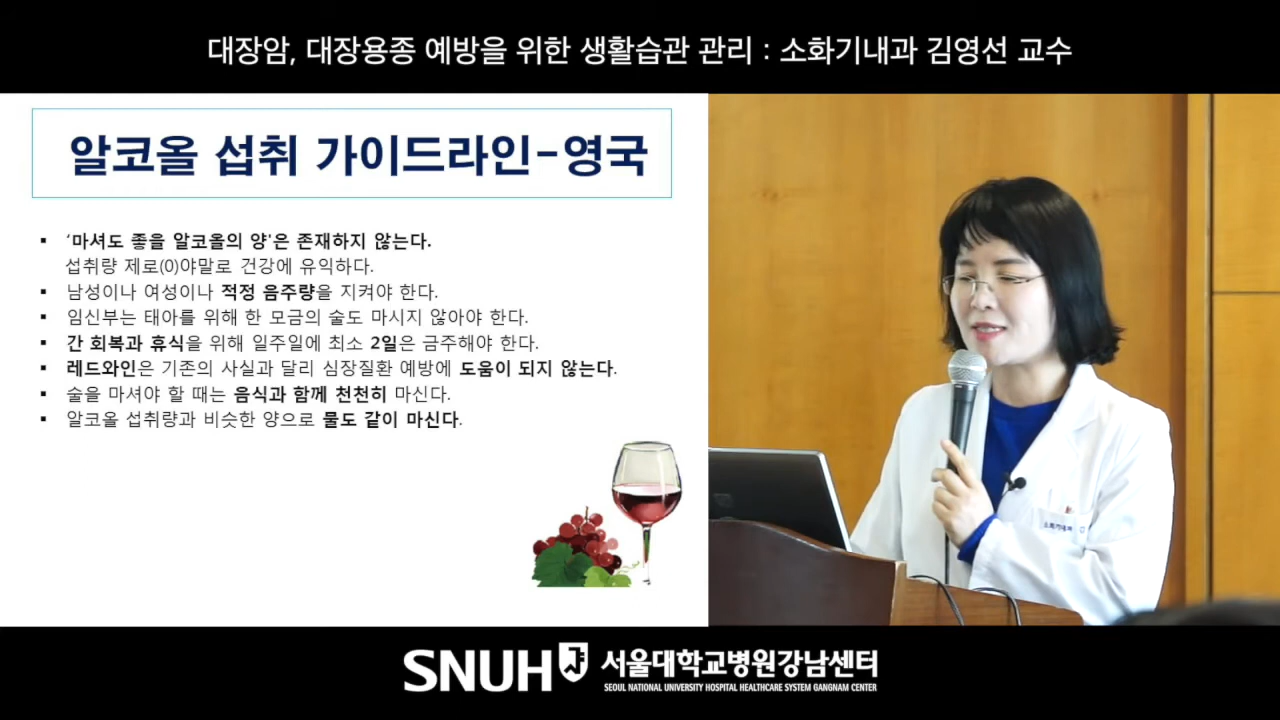 대장암, 대장용종 예방을 위한 생활습관 관리 : 소화기내과 김영선 교수
알코올 섭취 가이드라인-영국
▪ ‘마셔도 좋을 알코올의 양'은 존재하지 않는다.
섭취량 제로(0)야말로 건강에 유익하다.
▪ 남성이나 여성이나 적정 음주량을 지켜야 한다.
▪ 임신부는 태아를 위해 한 모금의 술도 마시지 않아야 한다.
▪ 간 회복과 휴식을 위해 일주일에 최소 2일은 금주해야 한다.
▪ 레드와인은 기존의 사실과 달리 심장질환 예방에 도움이 되지 않는다.
▪ 술을 마셔야 할 때는 음식과 함께 천천히 마신다.
▪ 알코올 섭취량과 비슷한 양으로 물도 같이 마신다.
소화기내과
SNUH 서울대학교병원강남센터
SEOUL NATIONAL UNIVERSITY HOSPITAL HEALTHCARE SYSTEM GANGNAM CENTER